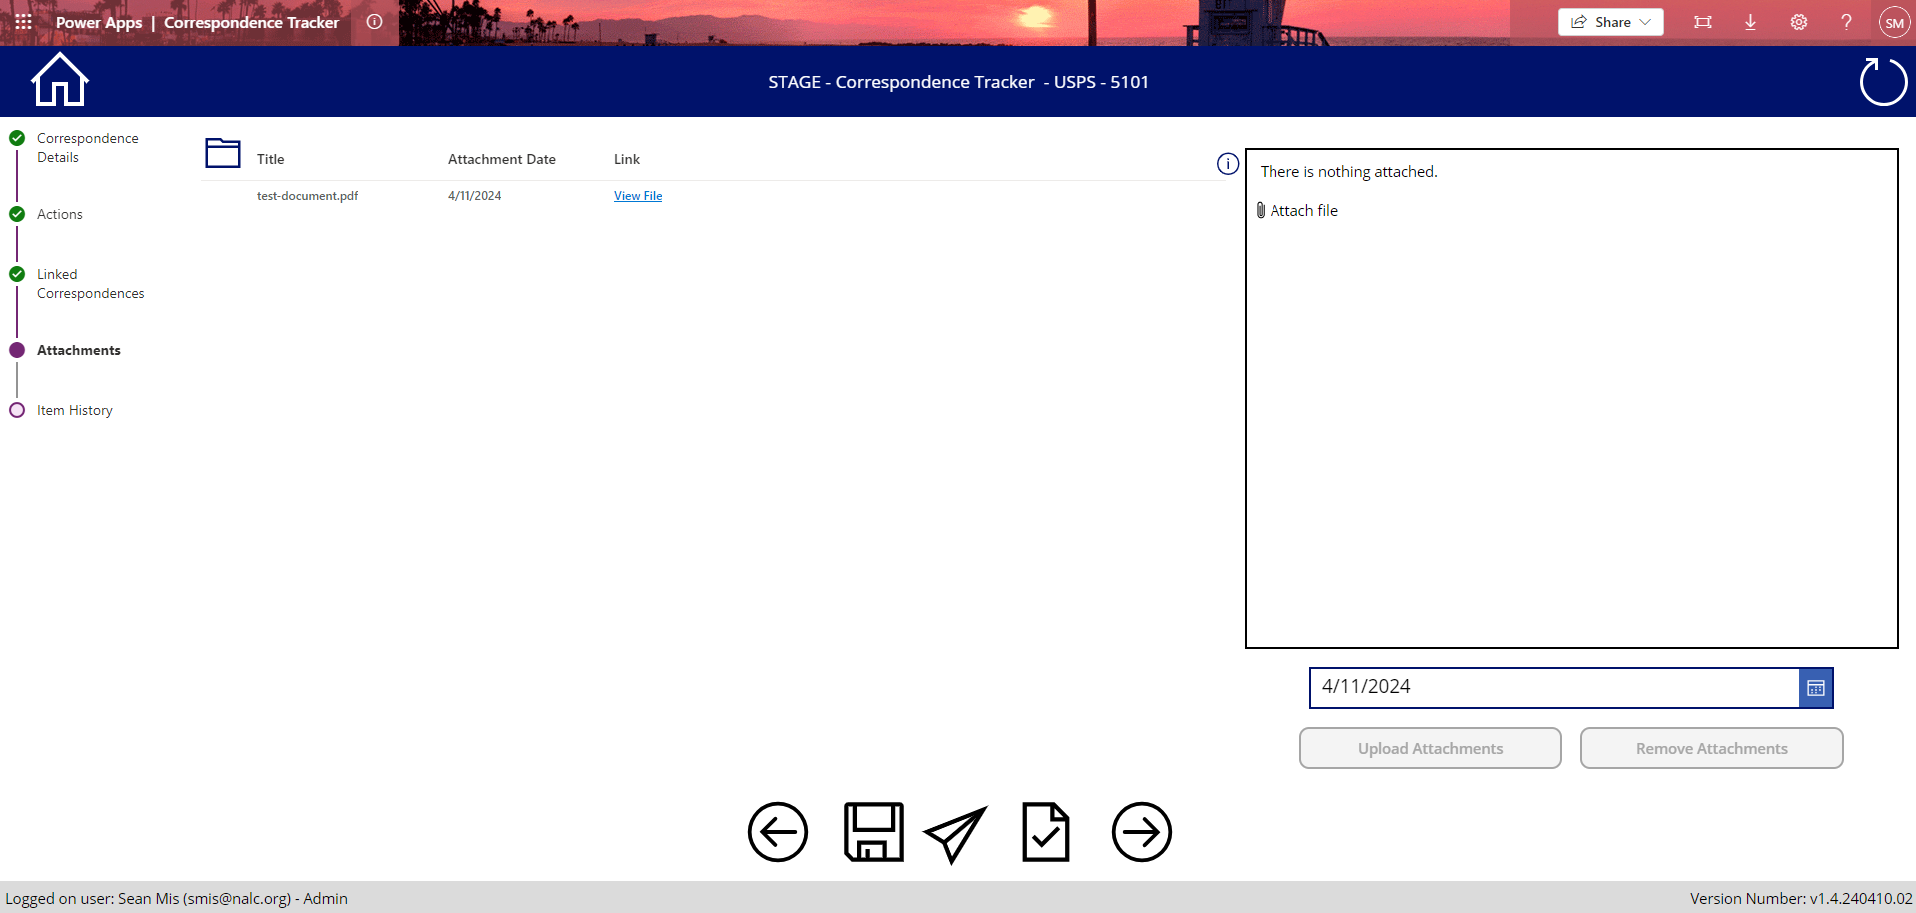 Power Apps | Correspondence Tracker
Share
SM
STAGE - Correspondence Tracker - USPS - 5101
Correspondence
Details
Actions
Linked
Correspondences
Attachments
Item History
Title Attachment Date Link
test-document.pdf 4/11/2024 View File
There is nothing attached.
Attach file
4/11/2024
Upload Attachments Remove Attachments
Logged on user: Sean Mis (smis@nalc.org) - Admin
Version Number: v1.4.240410.02